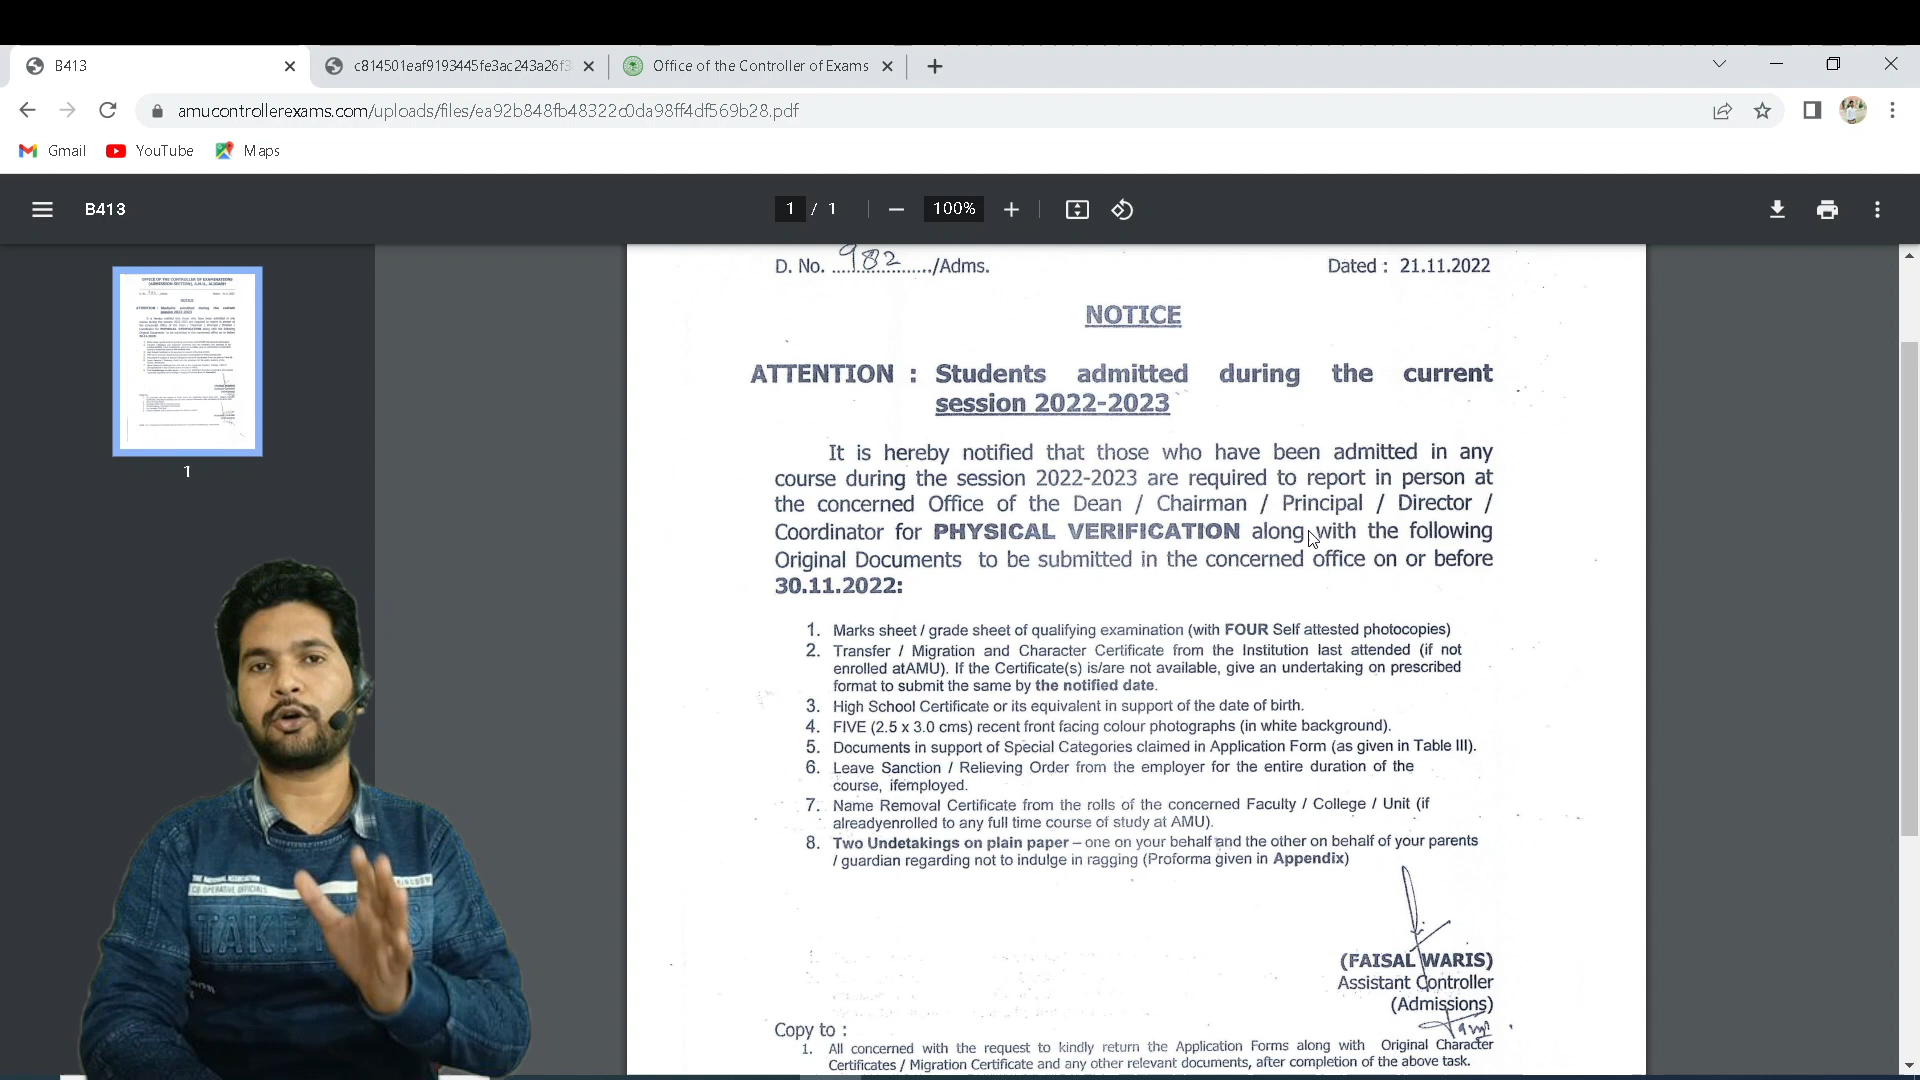 B413
c814501eaf9193445fe3ac243a26f3
Office of the Controller of Exams
amucontrollerexams.com/uploads/files/ea92b848fb48322c0da98ff4df569b28.pdf
Gmail YouTube Maps
B413 1 / 1 100%
1
D. No. 982/Adms. Dated : 21.11.2022
NOTICE
ATTENTION : Students admitted during the current
session 2022-2023
It is hereby notified that those who have been admitted in any
course during the session 2022-2023 are required to report in person at
the concerned Office of the Dean / Chairman / Principal / Director /
Coordinator for PHYSICAL VERIFICATION along with the following
Original Documents to be submitted in the concerned office on or before
30.11.2022:
1. Marks sheet / grade sheet of qualifying examination (with FOUR Self attested photocopies)
2. Transfer / Migration and Character Certificate from the Institution last attended (if not
enrolled atAMU). If the Certificate(s) is/are not available, give an undertaking on prescribed
format to submit the same by the notified date.
3. High School Certificate or its equivalent in support of the date of birth.
4. FIVE (2.5 x 3.0 cms) recent front facing colour photographs (in white background).
5. Documents in support of Special Categories claimed in Application Form (as given in Table III).
6. Leave Sanction / Relieving Order from the employer for the entire duration of the
course, ifemployed.
7. Name Removal Certificate from the rolls of the concerned Faculty / College / Unit (if
alreadyenrolled to any full time course of study at AMU).
8. Two Undetakings on plain paper – one on your behalf and the other on behalf of your parents
/ guardian regarding not to indulge in ragging (Proforma given in Appendix)
(FAISAL WARIS)
Assistant Controller
(Admissions)
Copy to :
1. All concerned with the request to kindly return the Application Forms along with Original Character
Certificates / Migration Certificate and any other relevant documents, after completion of the above task.
TAKE